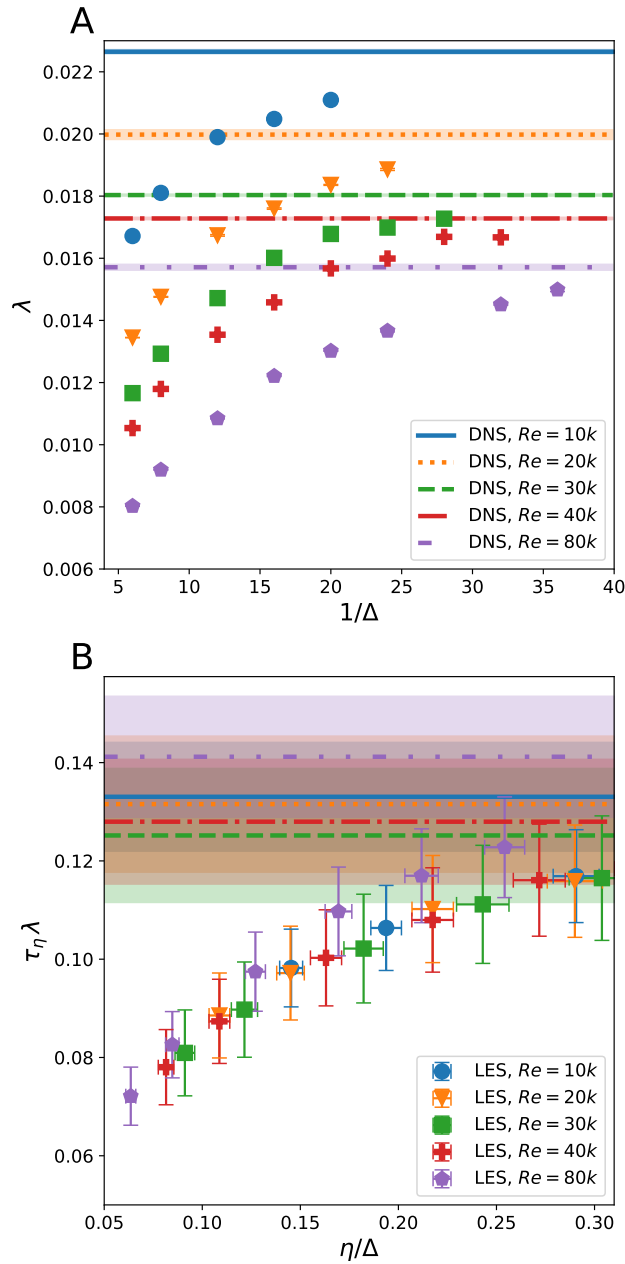 A
0.022
0.020
0.018
0.016
0.014
0.012
0.010
0.008
0.006
λ
DNS, Re = 10k
DNS, Re = 20k
DNS, Re = 30k
DNS, Re = 40k
DNS, Re = 80k
5 10 15 20 25 30 35 40
1/Δ
B
0.14
0.12
0.10
0.08
0.06
τ_η λ
LES, Re = 10k
LES, Re = 20k
LES, Re = 30k
LES, Re = 40k
LES, Re = 80k
0.05 0.10 0.15 0.20 0.25 0.30
η/Δ